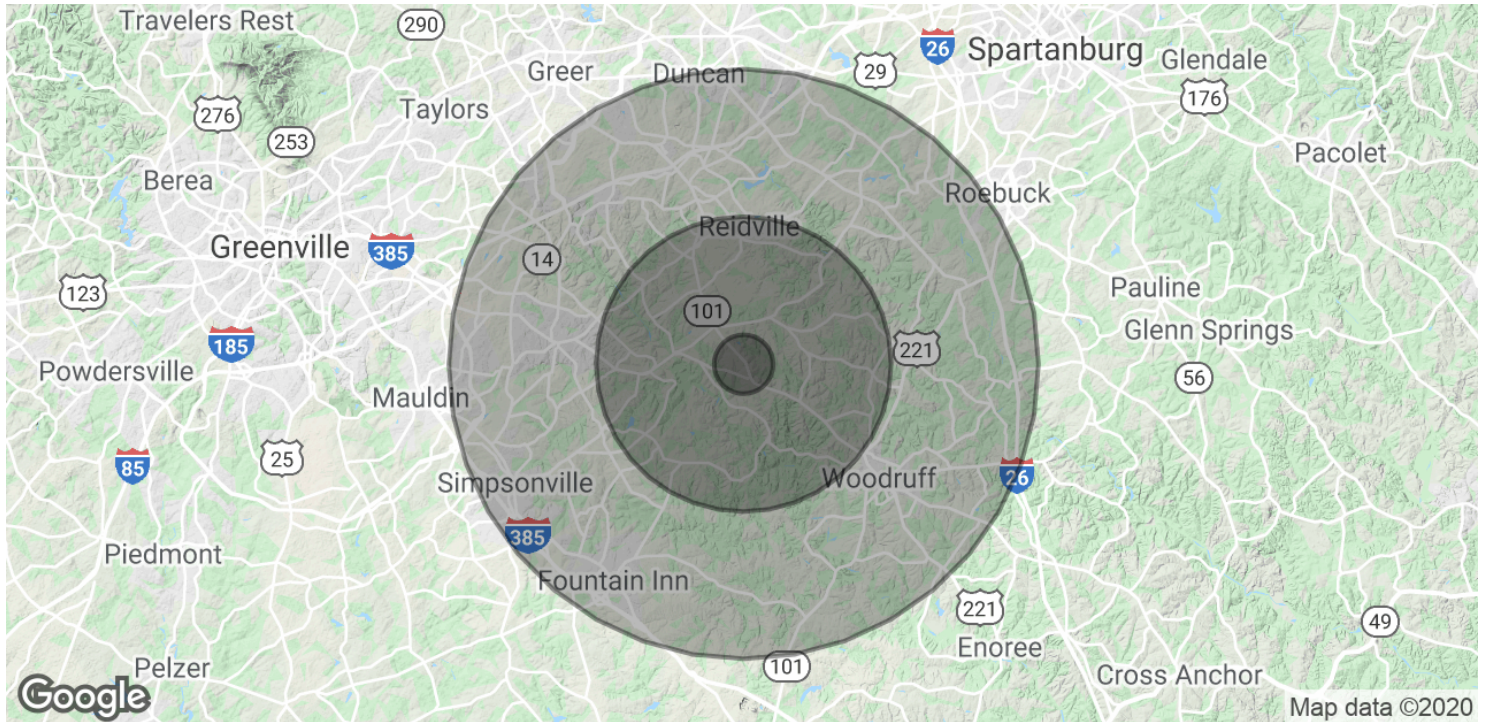 Travelers Rest
290
26
Spartanburg
Glendale
Greer
Duncan
29
276
Taylors
176
253
Pacolet
Berea
Roebuck
Reidville
Greenville
385
14
123
Pauline
101
Glenn Springs
185
221
Powdersville
56
Mauldin
85
25
Simpsonville
Woodruff
26
385
Piedmont
Fountain Inn
221
49
Enoree
Pelzer
101
Cross Anchor
Google
Map data ©2020